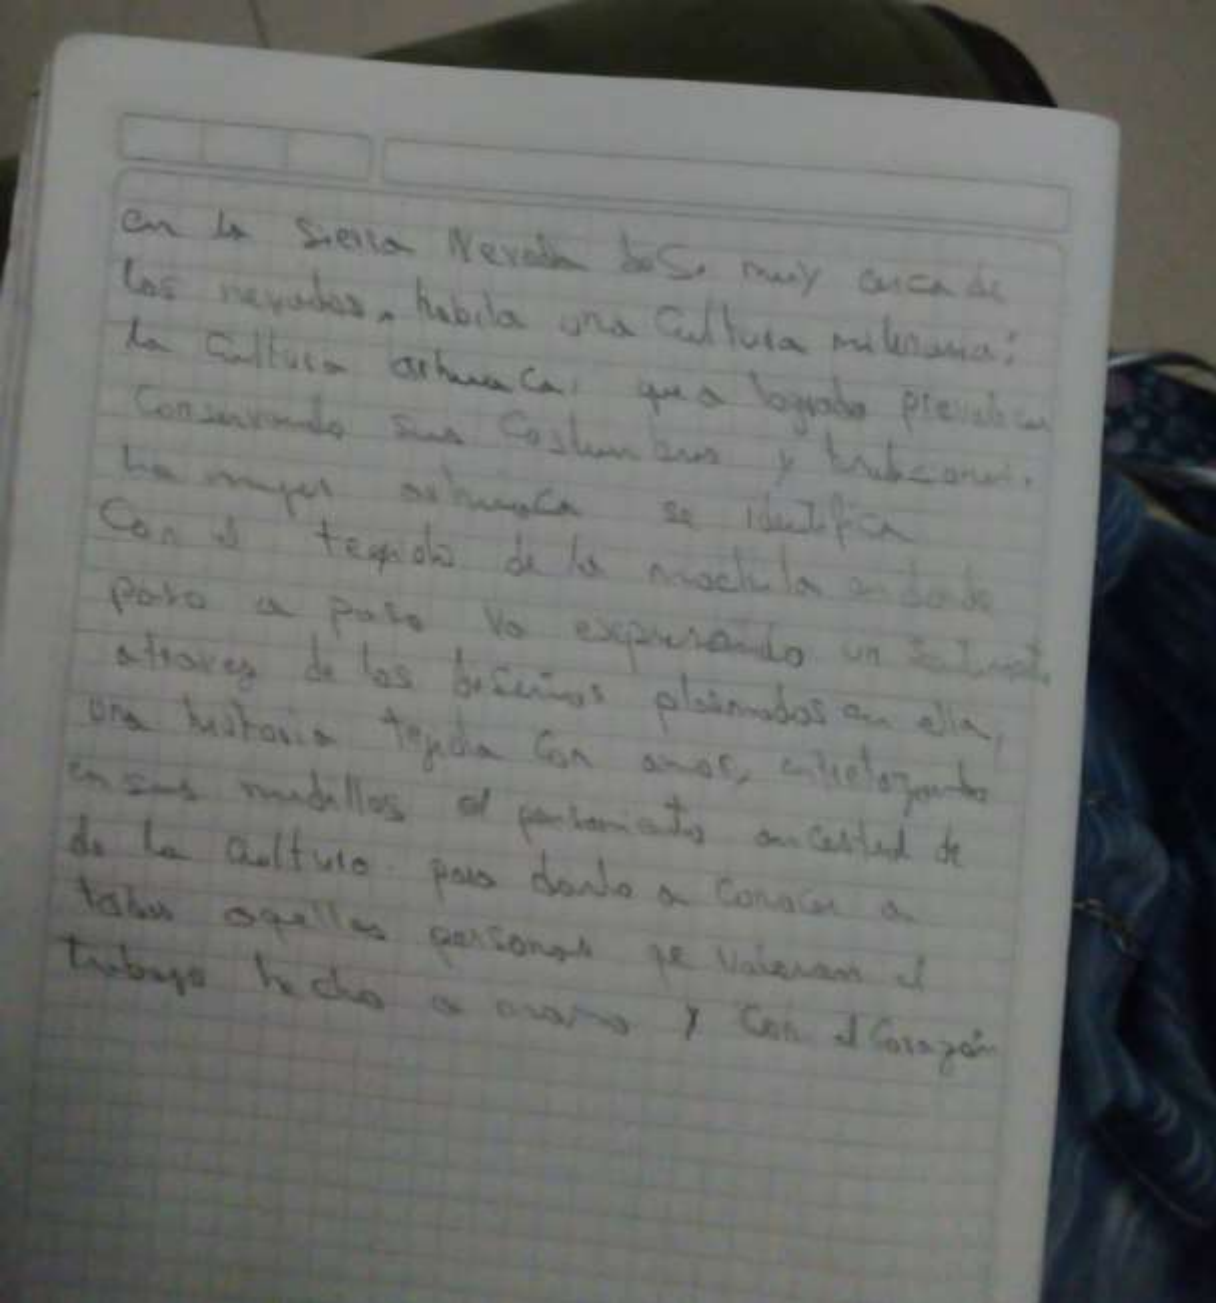 en la Sierra Nevada de S. muy cerca de
los nevados, habita una Cultura milenaria:
la Cultura arhuaca, que a logrado prevalecer
Conservando sus Costumbres y tradiciones.
La mujer arhuaca se identifica
Con el tegido de la mochila en donde
paso a paso va expresando un
atravez de los diseños plasmados en ella,
una historia tejida con amor, entrelazando
en sus modillos el pensamiento ancestral de
de la Cultura para darlo a conocer a
todas aquellas personas qe valoran el
trabajo hecho a mano y con el Corazón